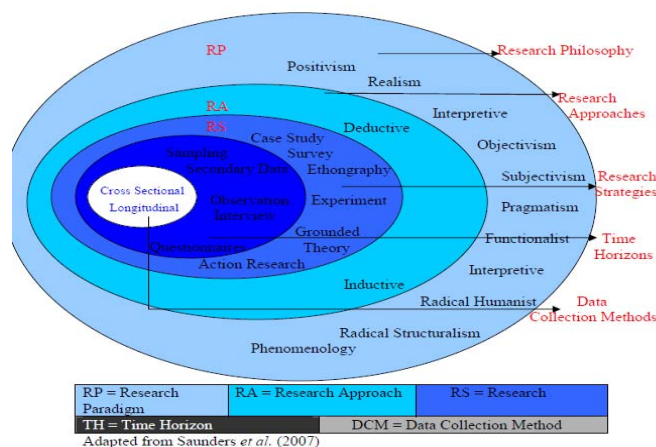 RP
Research Philosophy
Positivism
Realism
RA
Research
Approaches
Interpretive
RS
Deductive
Case Study
Objectivism
Sampling
Survey
Secondary Data
Ethongraphy
Subjectivism
Research
Strategies
Cross Sectional
Longitudinal
Observation
Interview
Experiment
Pragmatism
Questionnaires
Grounded
Theory
Functionalist
Time
Horizons
Action Research
Interpretive
Inductive
Radical Humanist
Data
Collection Methods
Radical Structuralism
Phenomenology
RP = Research
Paradigm
RA = Research Approach
RS = Research
TH = Time Horizon
DCM = Data Collection Method
Adapted from Saunders et al. (2007)